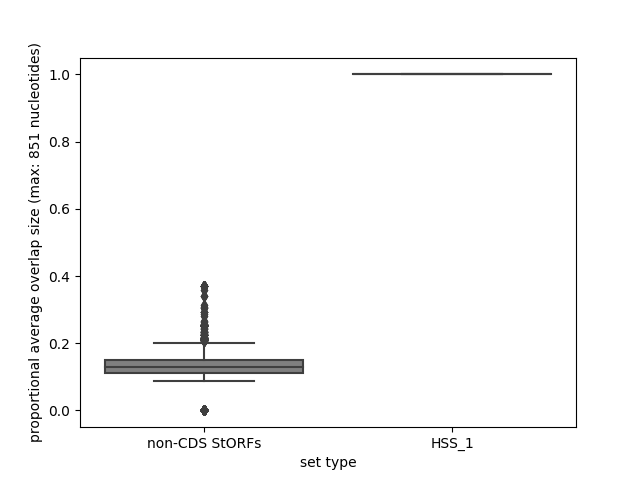 proportional average overlap size (max: 851 nucleotides)
1.0
0.8
0.6
0.4
0.2
0.0
non-CDS StORFs HSS_1
set type